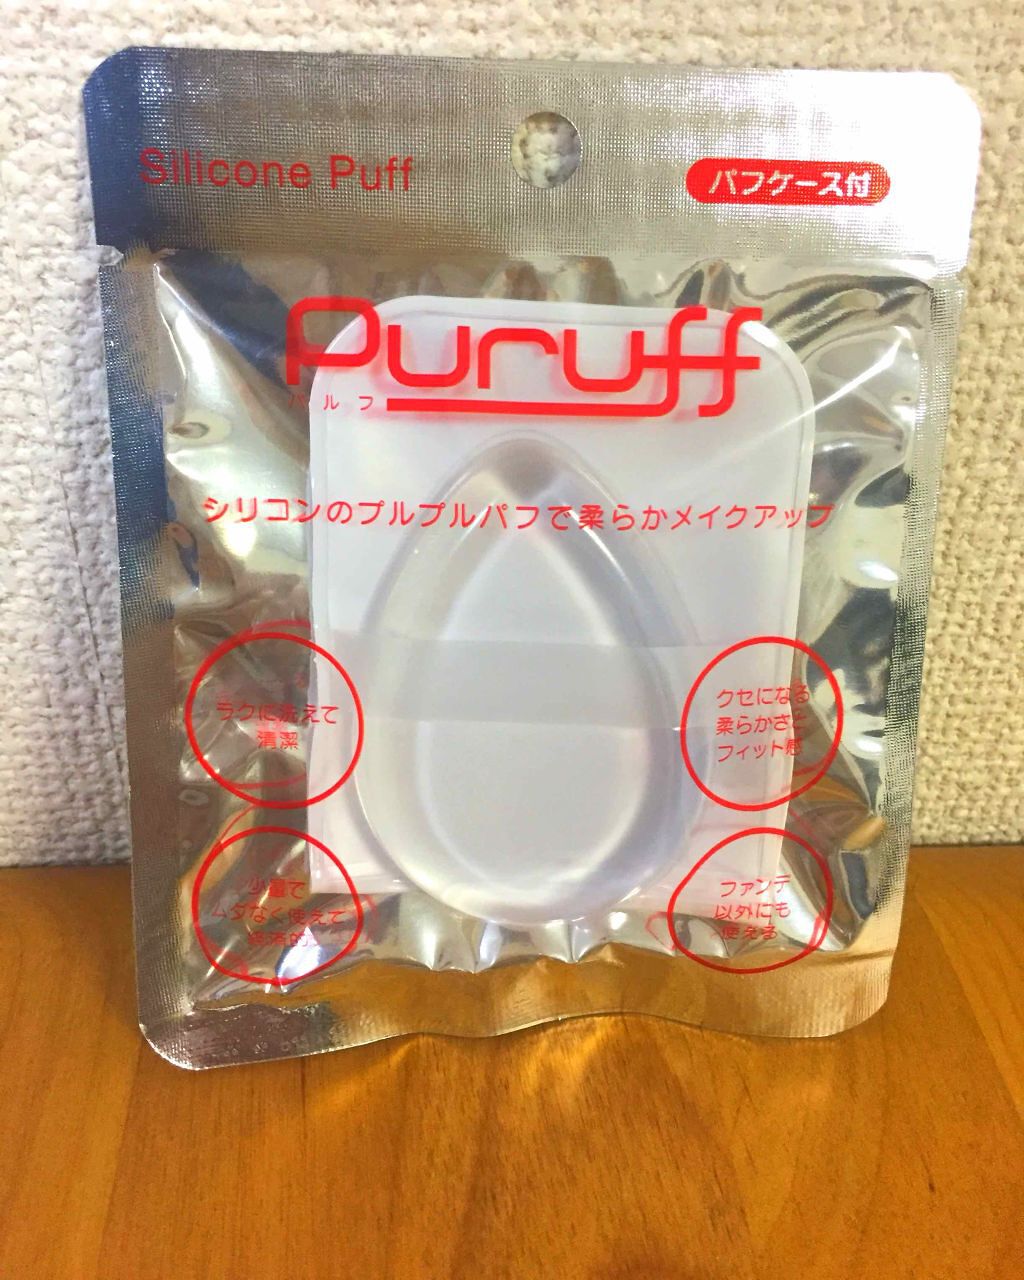 Silicone Puff
パフケース付
Puruff
シリコンのプルプルパフで柔らかメイクアップ
ラクに洗えて
清潔
クセになる
柔らかさと
フィット感
少量で
ムダなく使えて
経済的
ファンデ
以外にも
使える